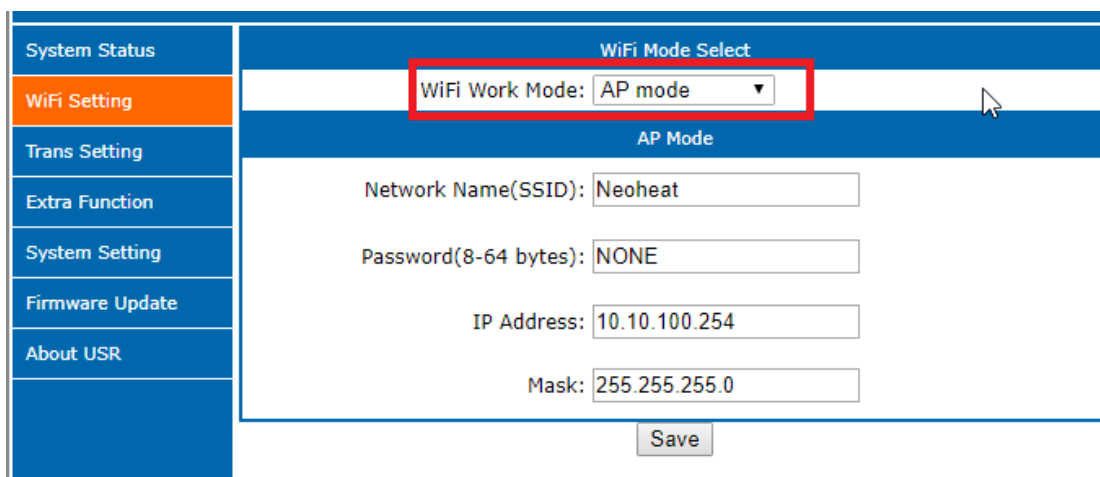 System Status
WiFi Setting
Trans Setting
Extra Function
System Setting
Firmware Update
About USR
WiFi Mode Select
WiFi Work Mode: AP mode
AP Mode
Network Name(SSID): Neoheat
Password(8-64 bytes): NONE
IP Address: 10.10.100.254
Mask: 255.255.255.0
Save